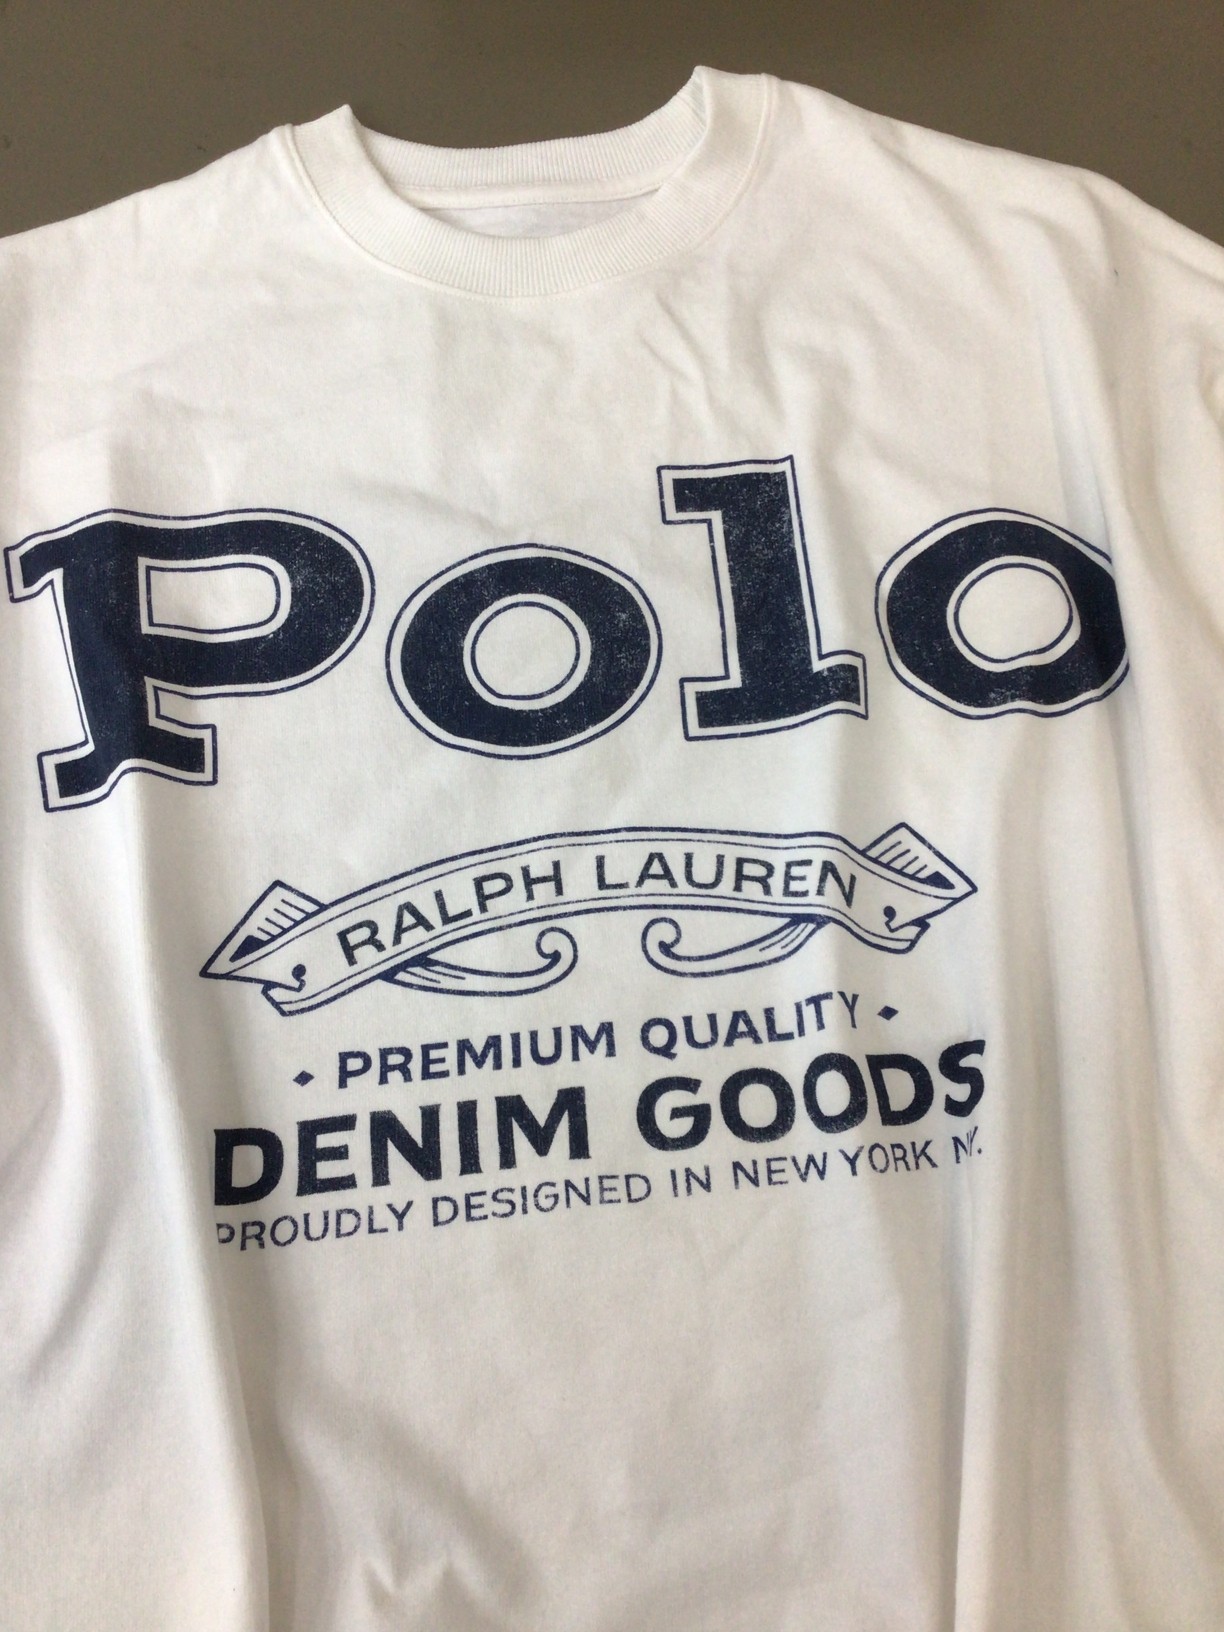 Polo
RALPH LAUREN
PREMIUM QUALITY
DENIM GOODS
PROUDLY DESIGNED IN NEW YORK NY.